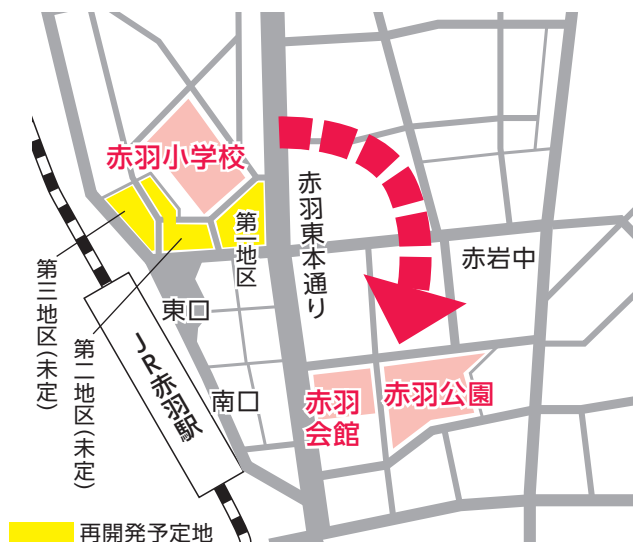 赤羽小学校
第一地区
赤羽東本通り
赤岩中
第三地区(未定)
第二地区(未定)
東口
JR赤羽駅
南口
赤羽
会館
赤羽公園
再開発予定地